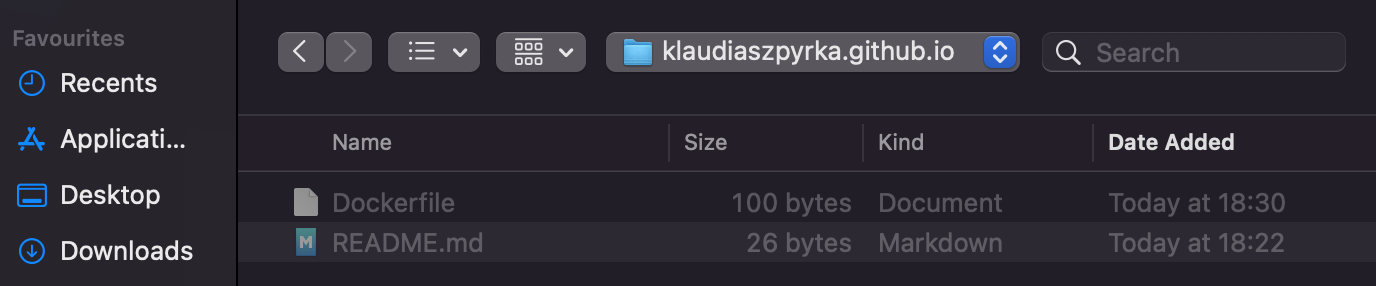 Favourites
Recents
Applicati...
Desktop
Downloads
klaudiaszpyrka.github.io
Search
Name Size Kind Date Added
Dockerfile 100 bytes Document Today at 18:30
M README.md 26 bytes Markdown Today at 18:22